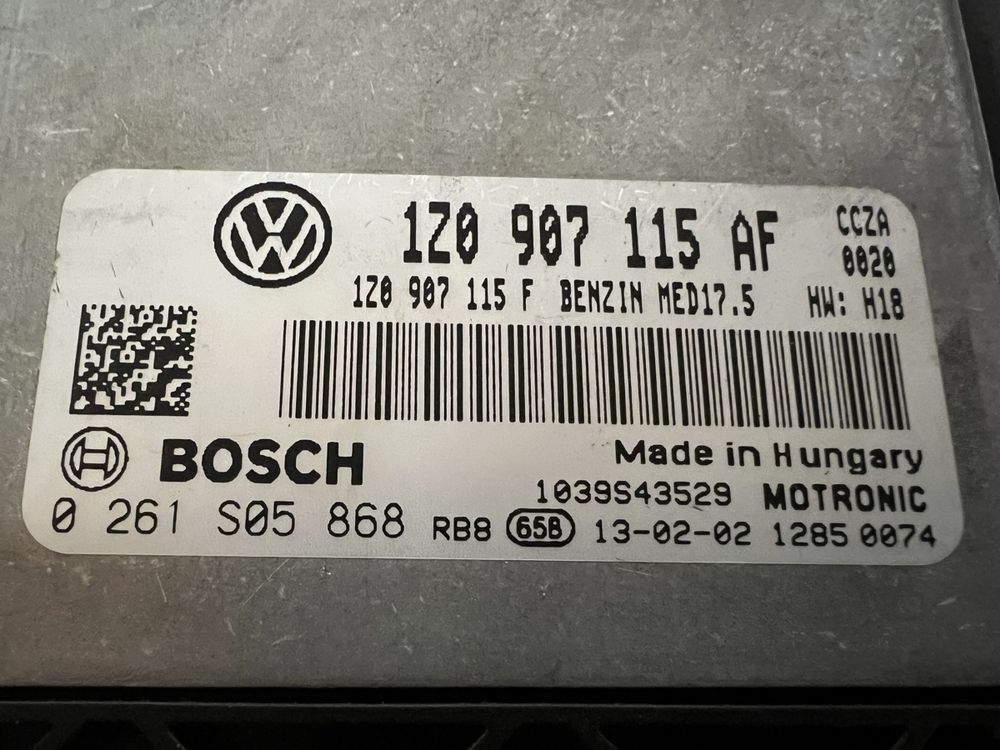 1Z0 907 115 AF
CCZA
0020
1Z0 907 115 F BENZIN MED17.5 HW: H18
BOSCH
Made in Hungary
1039S43529 MOTRONIC
0 261 S05 868 RB8 65B 13-02-02 1285 0074